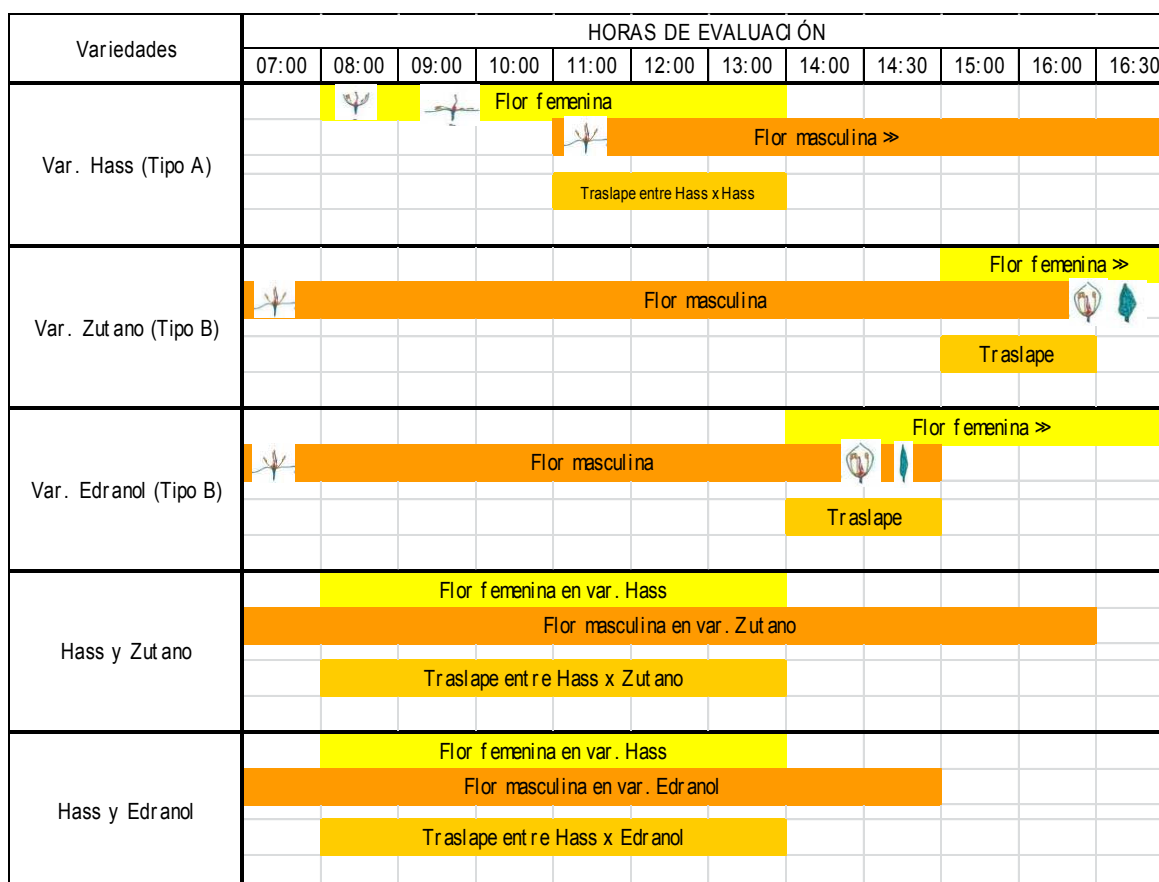 Variedades
HORAS DE EVALUACIÓN
07:00 08:00 09:00 10:00 11:00 12:00 13:00 14:00 14:30 15:00 16:00 16:30
Var. Hass (Tipo A)
Flor femenina
Flor masculina >>
Traslape entre Hass x Hass
Var. Zutano (Tipo B)
Flor femenina >>
Flor masculina
Traslape
Var. Edranol (Tipo B)
Flor femenina >>
Flor masculina
Traslape
Hass y Zutano
Flor femenina en var. Hass
Flor masculina en var. Zutano
Traslape entre Hass x Zutano
Hass y Edranol
Flor femenina en var. Hass
Flor masculina en var. Edranol
Traslape entre Hass x Edranol